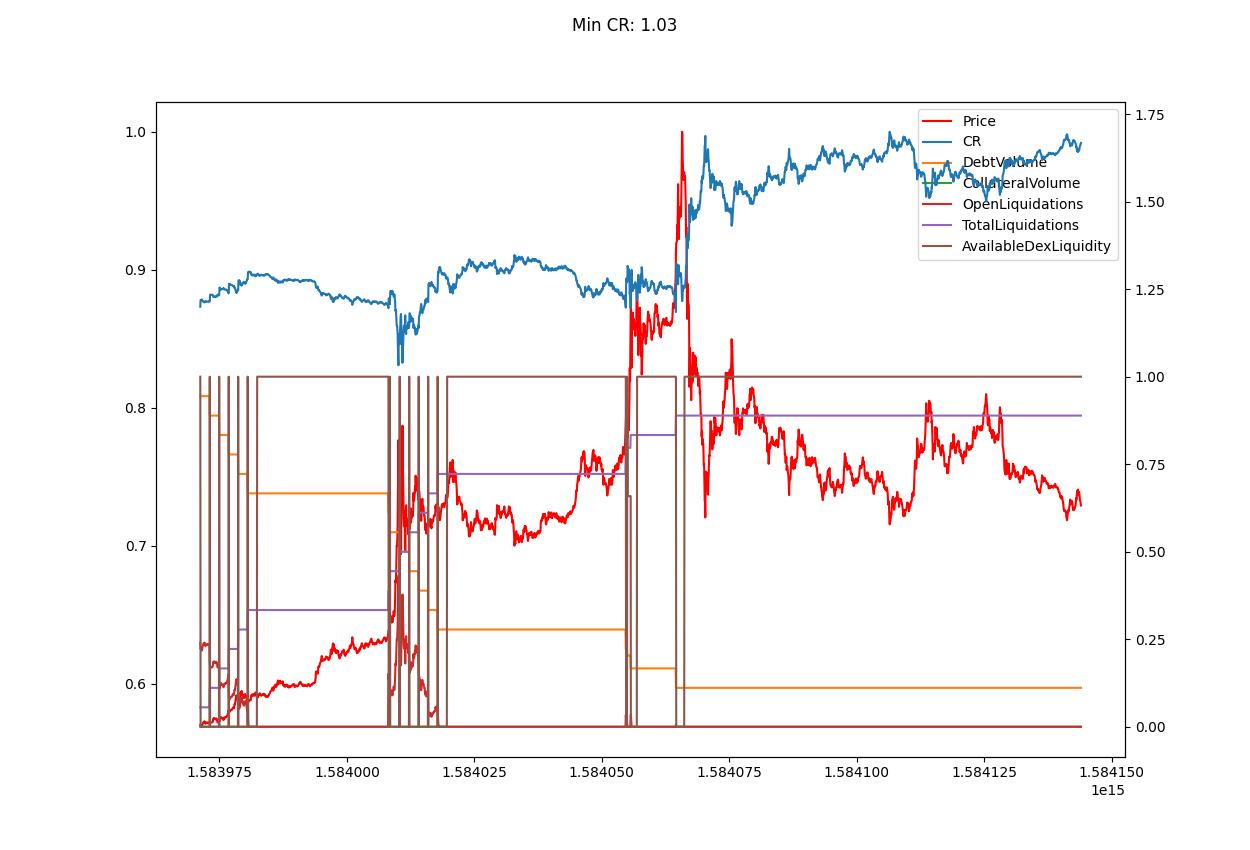 Min CR: 1.03
1.0
0.9
0.8
0.7
0.6
1.75
1.50
1.25
1.00
0.75
0.50
0.25
0.00
Price
CR
DebtVolume
CollateralVolume
OpenLiquidations
TotalLiquidations
AvailableDexLiquidity
1.583975 1.584000 1.584025 1.584050 1.584075 1.584100 1.584125 1.584150
1e15